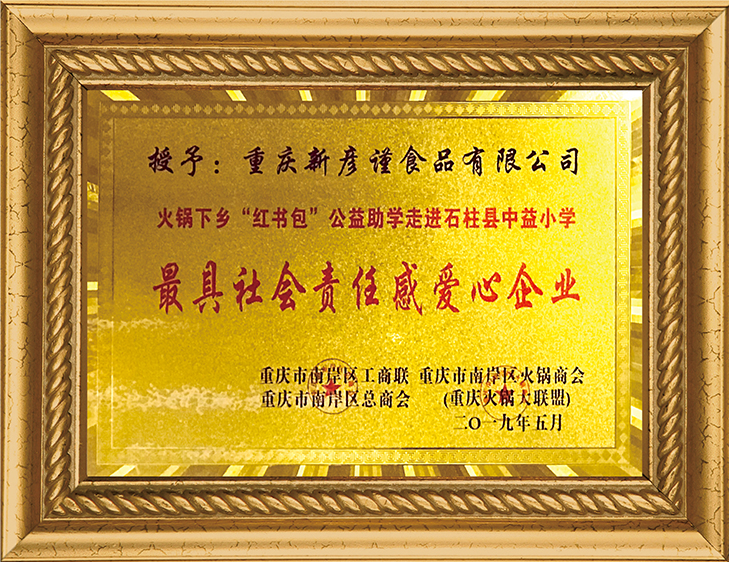 授予：重庆新彦谨食品有限公司
火锅下乡“红书包”公益助学走进石柱县中益小学
最具社会责任感爱心企业
重庆市南岸区工商联 重庆市南岸区火锅商会
重庆市南岸区总商会 (重庆火锅大联盟)
二〇一九年五月